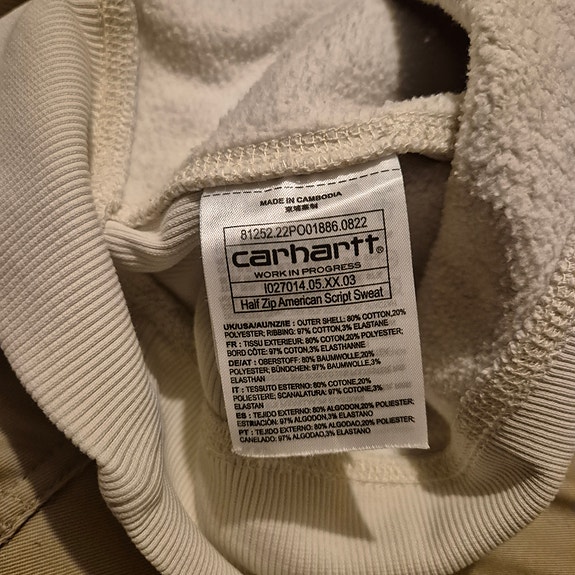 MADE IN CAMBODIA
柬埔寨制
81252.22PO01886.0822
carhartt®
WORK IN PROGRESS
I027014.05.XX.03
Half Zip American Script Sweat
UK/USA/AU/NZ/IE : OUTER SHELL: 80% COTTON,20%
POLYESTER; RIBBING: 97% COTTON,3% ELASTANE
FR : TISSU EXTERIEUR: 80% COTON,20% POLYESTER;
BORD CÔTE: 97% COTON,3% ELASTHANNE
DE/AT : OBERSTOFF: 80% BAUMWOLLE,20%
POLYESTER; BÜNDCHEN: 97% BAUMWOLLE,3%
ELASTHAN
IT : TESSUTO ESTERNO: 80% COTONE,20%
POLIESTERE; SCANALATURA: 97% COTONE,3%
ELASTAN
ES : TEJIDO EXTERNO: 80% ALGODON,20% POLIESTER;
ESTIMACIÓN: 97% ALGODON,3% ELASTANO
PT : TEJIDO EXTERNO: 80% ALGODAO,20% POLIESTER;
CANELADO: 97% ALGODAO,3% ELASTANO